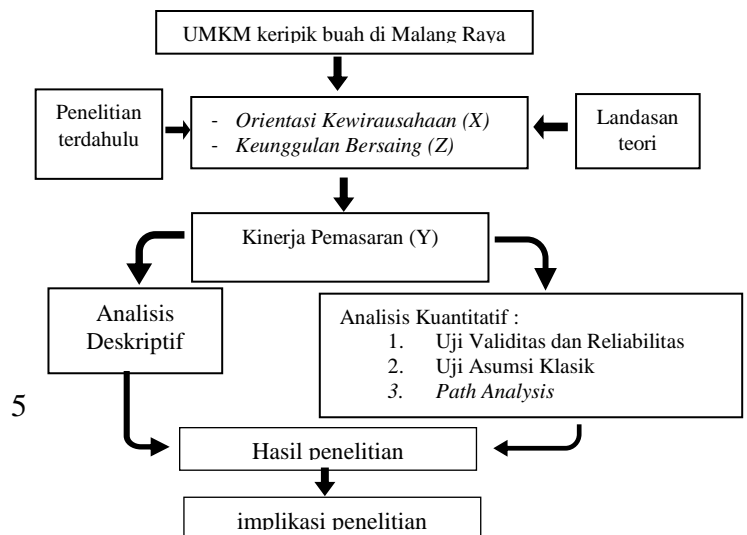 UMKM keripik buah di Malang Raya
Penelitian
terdahulu
- Orientasi Kewirausahaan (X)
- Keunggulan Bersaing (Z)
Landasan
teori
Kinerja Pemasaran (Y)
Analisis
Deskriptif
Analisis Kuantitatif :
1. Uji Validitas dan Reliabilitas
2. Uji Asumsi Klasik
3. Path Analysis
5
Hasil penelitian
implikasi penelitian